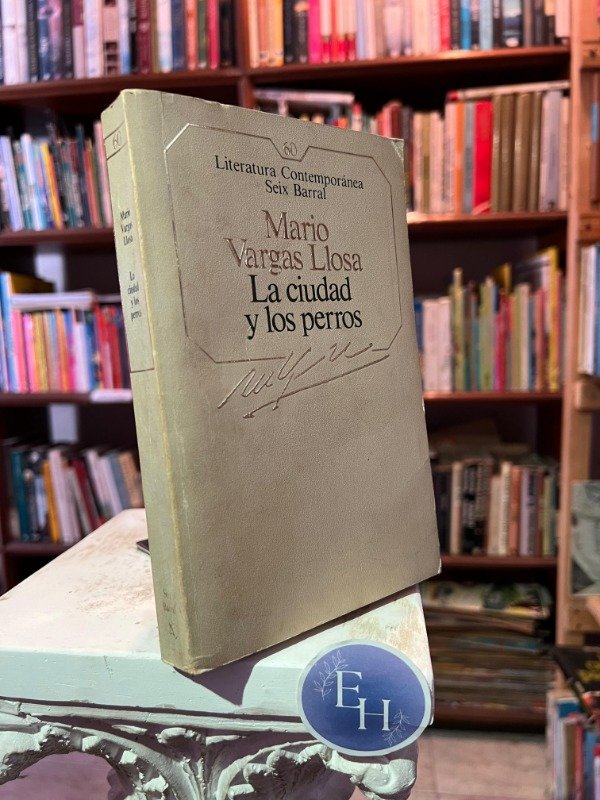 60
Literatura Contemporánea
Seix Barral
Mario
Vargas Llosa
La ciudad
y los perros
60
Mario
Vargas
Llosa
La
ciudad
y los
perros
EH